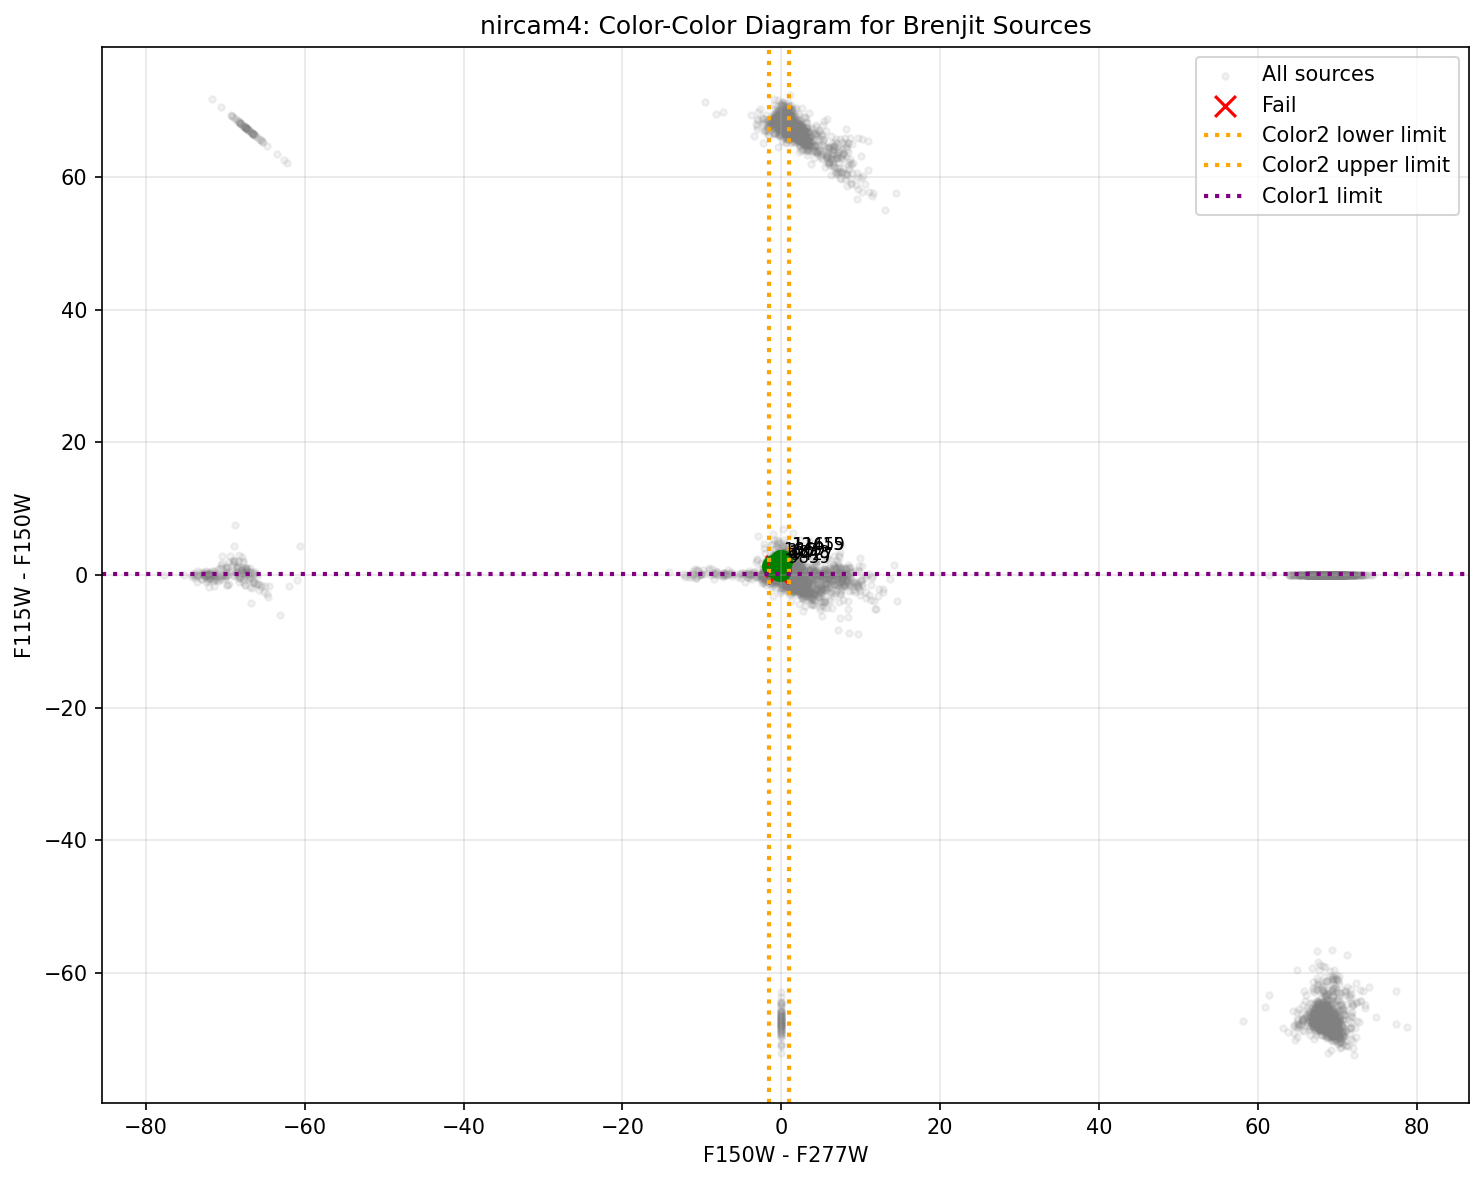 nircam4: Color-Color Diagram for Brenjit Sources
All sources
Fail
Color2 lower limit
Color2 upper limit
Color1 limit
60
40
20
0
−20
−40
−60
F115W - F150W
−80
−60
−40
−20
0
20
40
60
80
F150W - F277W